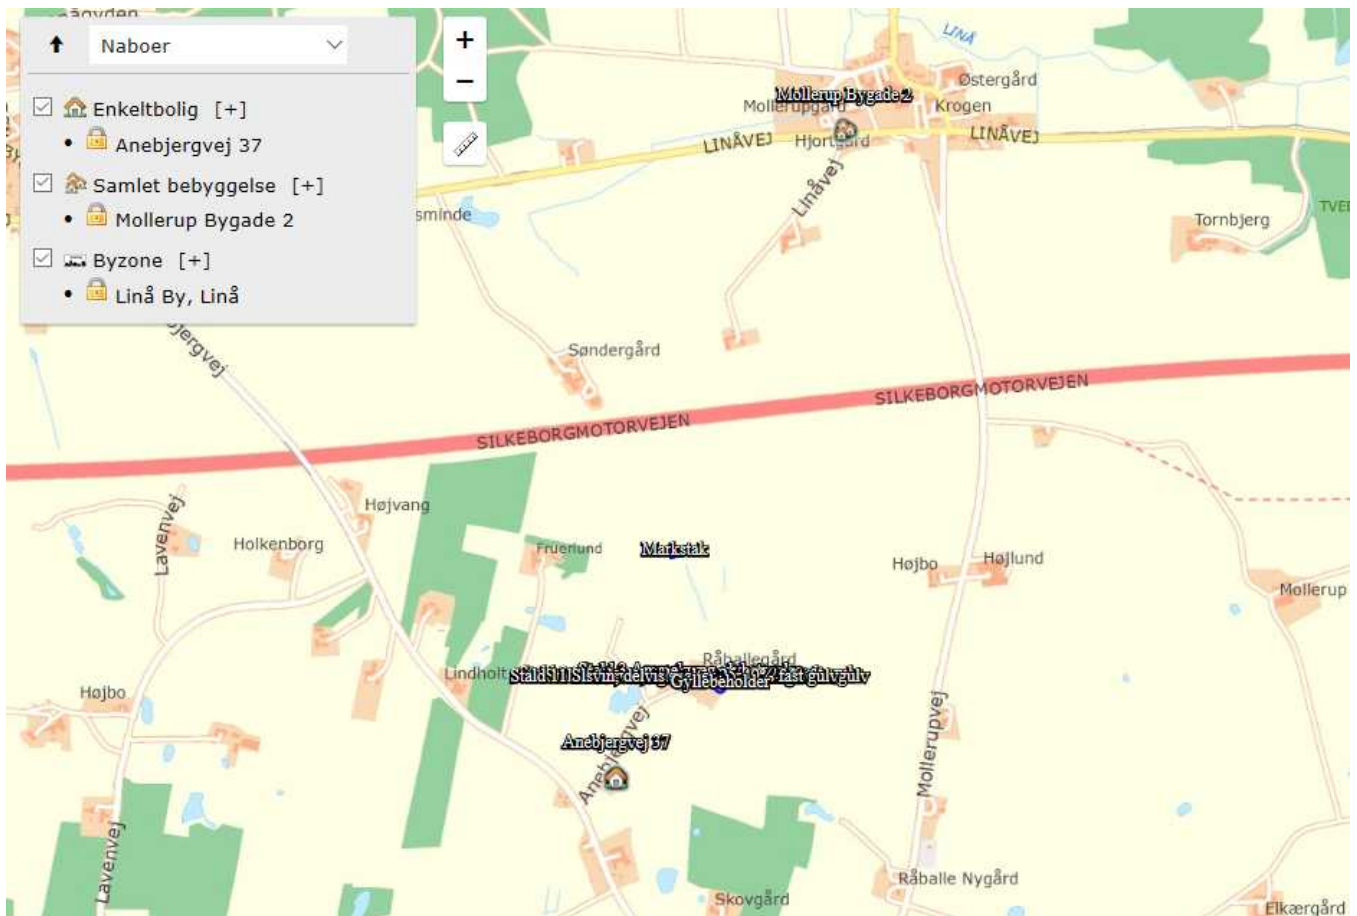 Naboer
Enkeltbolig [+]
Anebjergvej 37
Samlet bebyggelse [+]
Mollerup Bygade 2
Byzone [+]
Linå By, Linå
+
−
LINÅ
Østergård
Mollerup Bygade 2
Mollerupgård
Krogen
LINÅVEJ
Hjortgård
LINÅVEJ
Linåvej
Tornbjerg
Søndergård
SILKEBORGMOTORVEJEN
SILKEBORGMOTORVEJEN
Højvang
Lavenvej
Holkenborg
Fruerlund
Markstak
Højbo
Højlund
Mollerup
Råballegård
Lindholt
Gyllebeholder
fast gulv
Højbo
Anebjergvej 37
Anebjergvej
Mollerupvej
Lavenvej
Råballe Nygård
Skovgård
Elkærgård